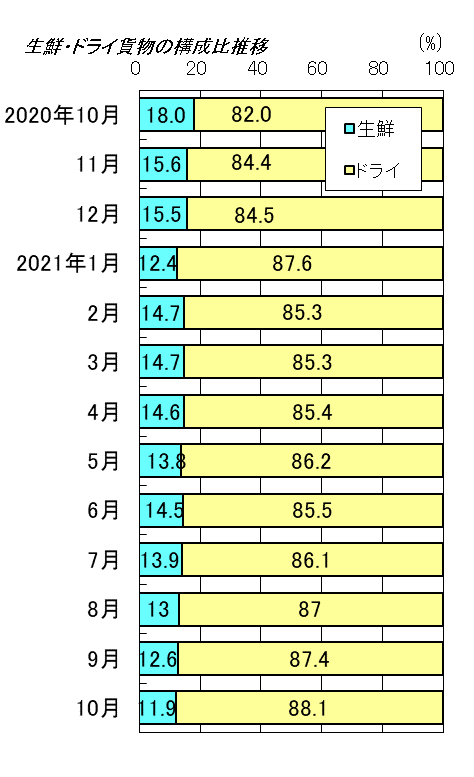 生鮮・ドライ貨物の構成比推移
(%)
0 20 40 60 80 100
2020年10月 18.0 82.0
生鮮
11月 15.6 84.4
ドライ
12月 15.5 84.5
2021年1月 12.4 87.6
2月 14.7 85.3
3月 14.7 85.3
4月 14.6 85.4
5月 13.8 86.2
6月 14.5 85.5
7月 13.9 86.1
8月 13 87
9月 12.6 87.4
10月 11.9 88.1